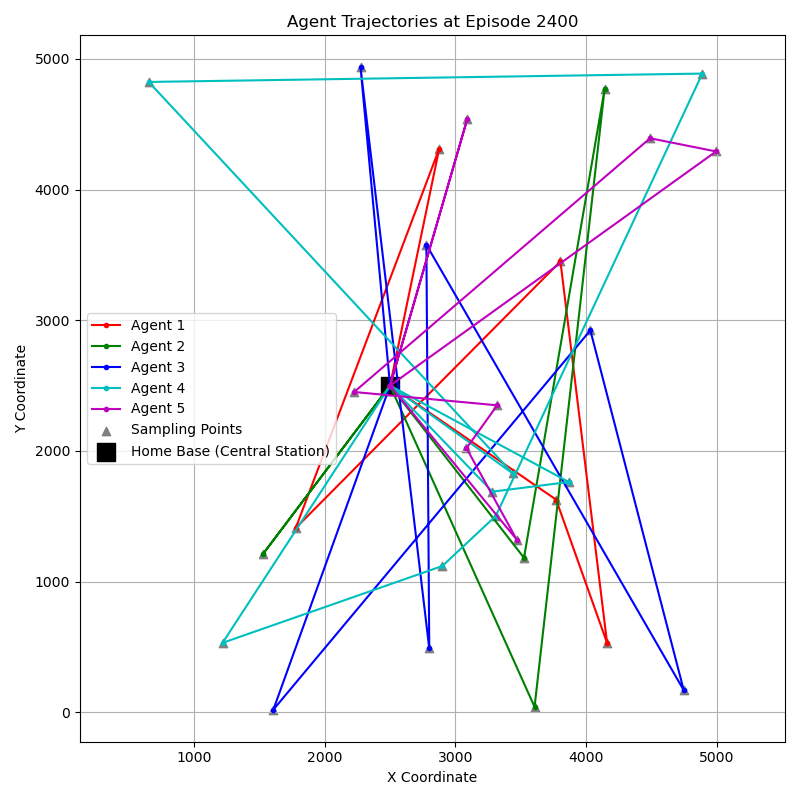 Agent Trajectories at Episode 2400
Y Coordinate
5000
4000
3000
2000
1000
0
Agent 1
Agent 2
Agent 3
Agent 4
Agent 5
Sampling Points
Home Base (Central Station)
1000 2000 3000 4000 5000
X Coordinate